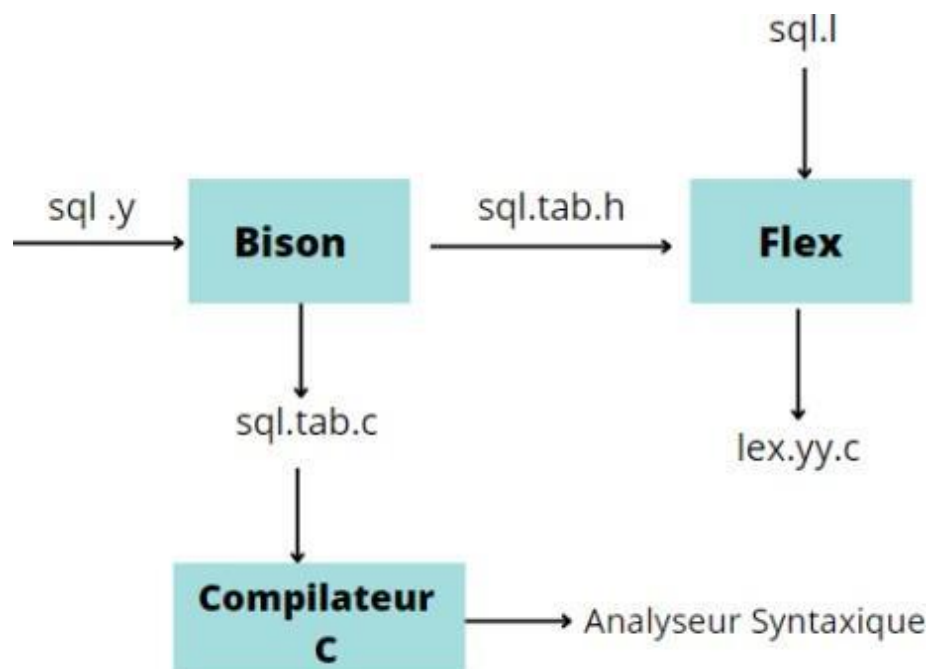 sql.l
sql .y
Bison
sql.tab.h
Flex
sql.tab.c
lex.yy.c
Compilateur
C
Analyseur Syntaxique